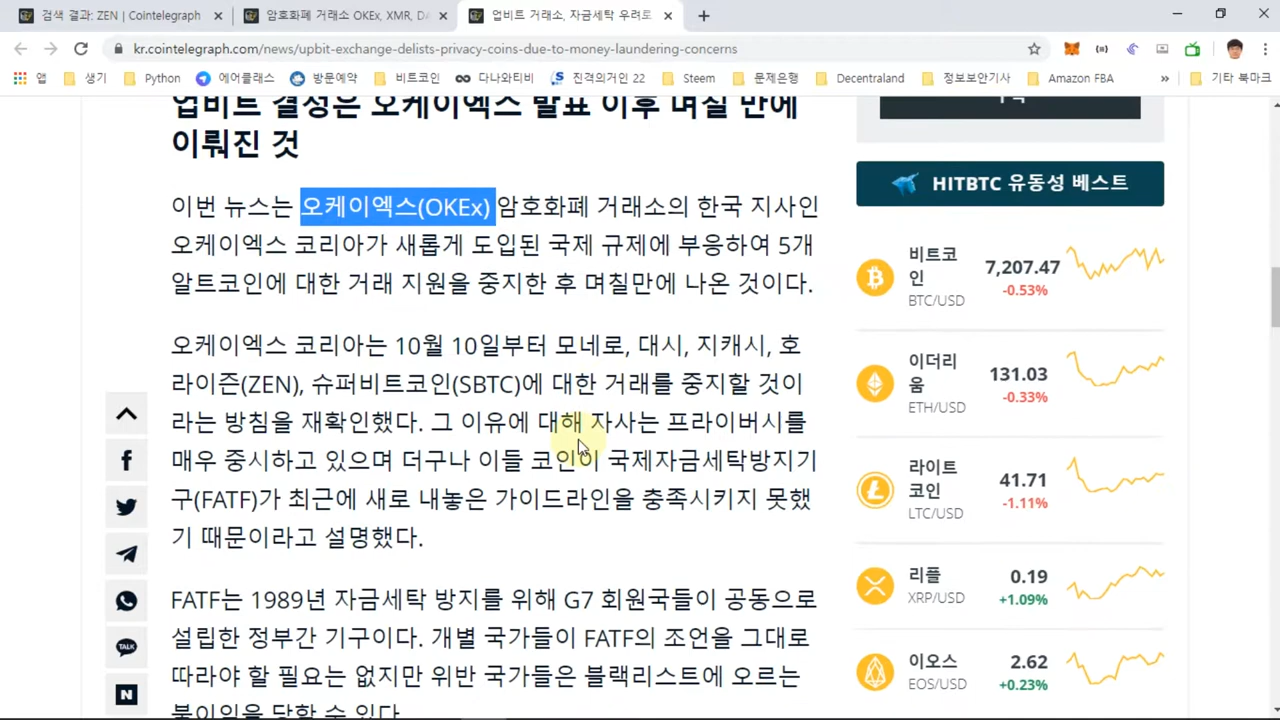 검색 결과: ZEN | Cointelegraph
암호화폐 거래소 OKEx, XMR, DA
업비트 거래소, 자금세탁 우려로
kr.cointelegraph.com/news/upbit-exchange-delists-privacy-coins-due-to-money-laundering-concerns
앱 생기 Python 에어클래스 방문예약 비트코인 다나와티비 진격의거인 22 Steem 문제은행 Decentraland 정보보안기사 Amazon FBA » 기타 북마크
업비트 결정은 오케이엑스 발표 이후 며칠 만에
이뤄진 것
이번 뉴스는 오케이엑스(OKEx) 암호화폐 거래소의 한국 지사인
오케이엑스 코리아가 새롭게 도입된 국제 규제에 부응하여 5개
알트코인에 대한 거래 지원을 중지한 후 며칠만에 나온 것이다.
오케이엑스 코리아는 10월 10일부터 모네로, 대시, 지캐시, 호
라이즌(ZEN), 슈퍼비트코인(SBTC)에 대한 거래를 중지할 것이
라는 방침을 재확인했다. 그 이유에 대해 자사는 프라이버시를
매우 중시하고 있으며 더구나 이들 코인이 국제자금세탁방지기
구(FATF)가 최근에 새로 내놓은 가이드라인을 충족시키지 못했
기 때문이라고 설명했다.
FATF는 1989년 자금세탁 방지를 위해 G7 회원국들이 공동으로
설립한 정부간 기구이다. 개별 국가들이 FATF의 조언을 그대로
따라야 할 필요는 없지만 위반 국가들은 블랙리스트에 오르는
불이익을 당할 수 있다
TALK
N
HITBTC 유동성 베스트
비트코
인
BTC/USD
7,207.47
-0.53%
이더리
움
ETH/USD
131.03
-0.33%
라이트
코인
LTC/USD
41.71
-1.11%
리플
XRP/USD
0.19
+1.09%
이오스
EOS/USD
2.62
+0.23%